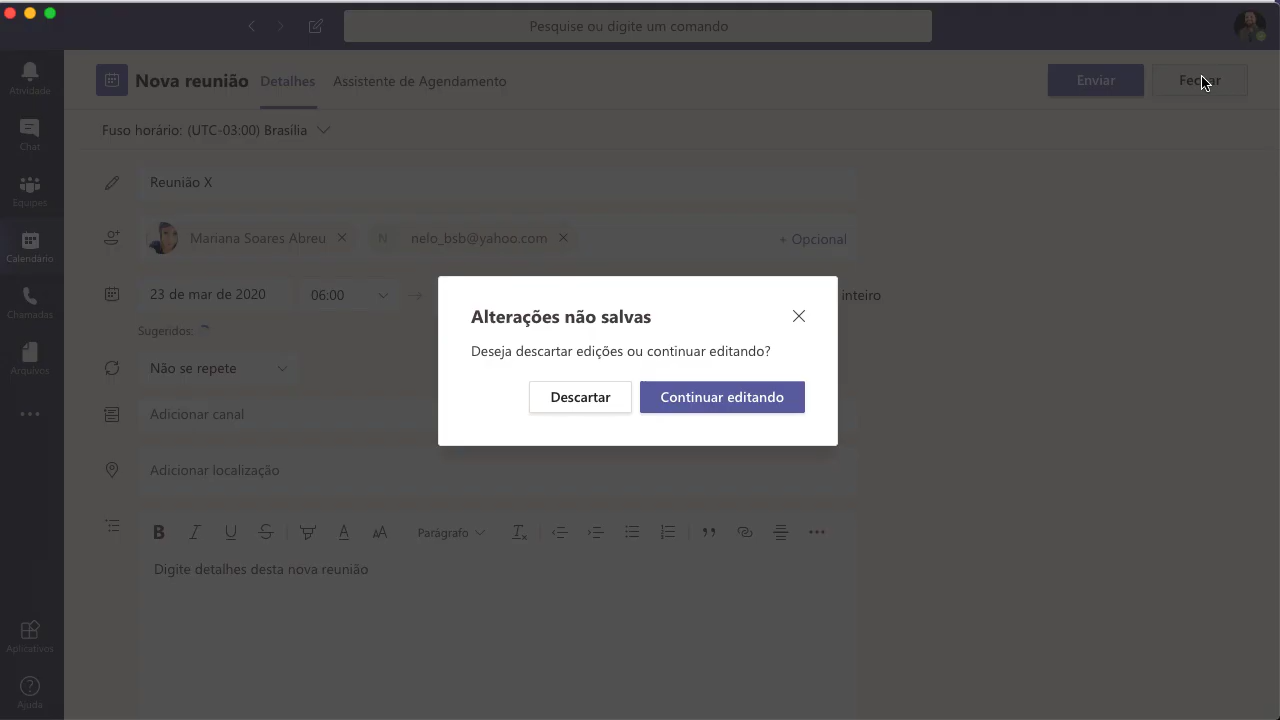 Pesquise ou digite um comando
Atividade
Chat
Equipes
Calendário
Chamadas
Arquivos
Aplicativos
Ajuda
Nova reunião
Detalhes
Assistente de Agendamento
Enviar
Fechar
Fuso horário: (UTC-03:00) Brasília
Reunião X
Mariana Soares Abreu
N nelo_bsb@yahoo.com
+ Opcional
23 de mar de 2020
06:00
inteiro
Sugeridos:
Não se repete
Adicionar canal
Adicionar localização
Alterações não salvas
Deseja descartar edições ou continuar editando?
Descartar
Continuar editando
B I U S A AA Parágrafo Tx
Digite detalhes desta nova reunião